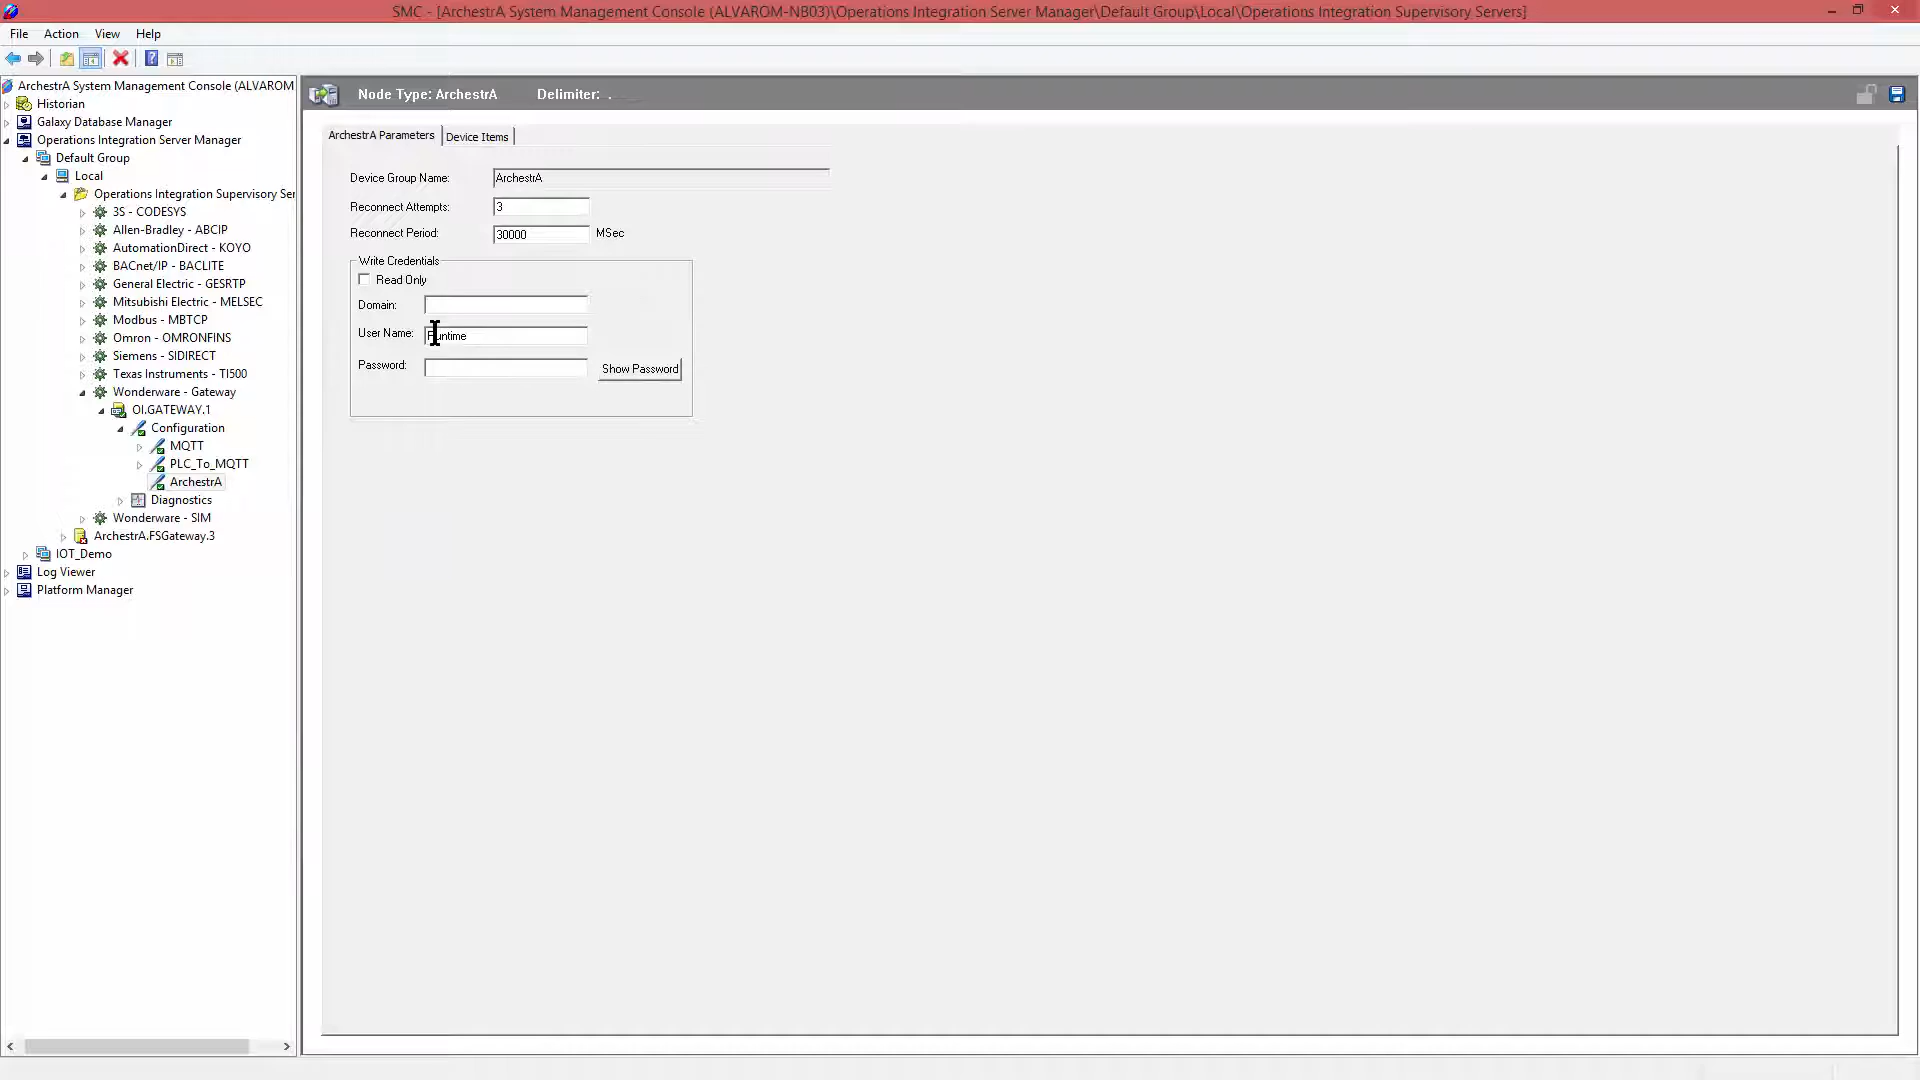 SMC - [ArchestrA System Management Console (ALVAROM-NB03)\Operations Integration Server Manager\Default Group\Local\Operations Integration Supervisory Servers]
File Action View Help
ArchestrA System Management Console (ALVAROM
Historian
Galaxy Database Manager
Operations Integration Server Manager
Default Group
Local
Operations Integration Supervisory Ser
3S - CODESYS
Allen-Bradley - ABCIP
AutomationDirect - KOYO
BACnet/IP - BACLITE
General Electric - GESRTP
Mitsubishi Electric - MELSEC
Modbus - MBTCP
Omron - OMRONFINS
Siemens - SIDIRECT
Texas Instruments - TI500
Wonderware - Gateway
OI.GATEWAY.1
Configuration
MQTT
PLC_To_MQTT
ArchestrA
Diagnostics
Wonderware - SIM
ArchestrA.FSGateway.3
IOT_Demo
Log Viewer
Platform Manager
Node Type: ArchestrA Delimiter: .
ArchestrA Parameters Device Items
Device Group Name: ArchestrA
Reconnect Attempts: 3
Reconnect Period: 30000 MSec
Write Credentials
Read Only
Domain:
User Name: Runtime
Password: Show Password